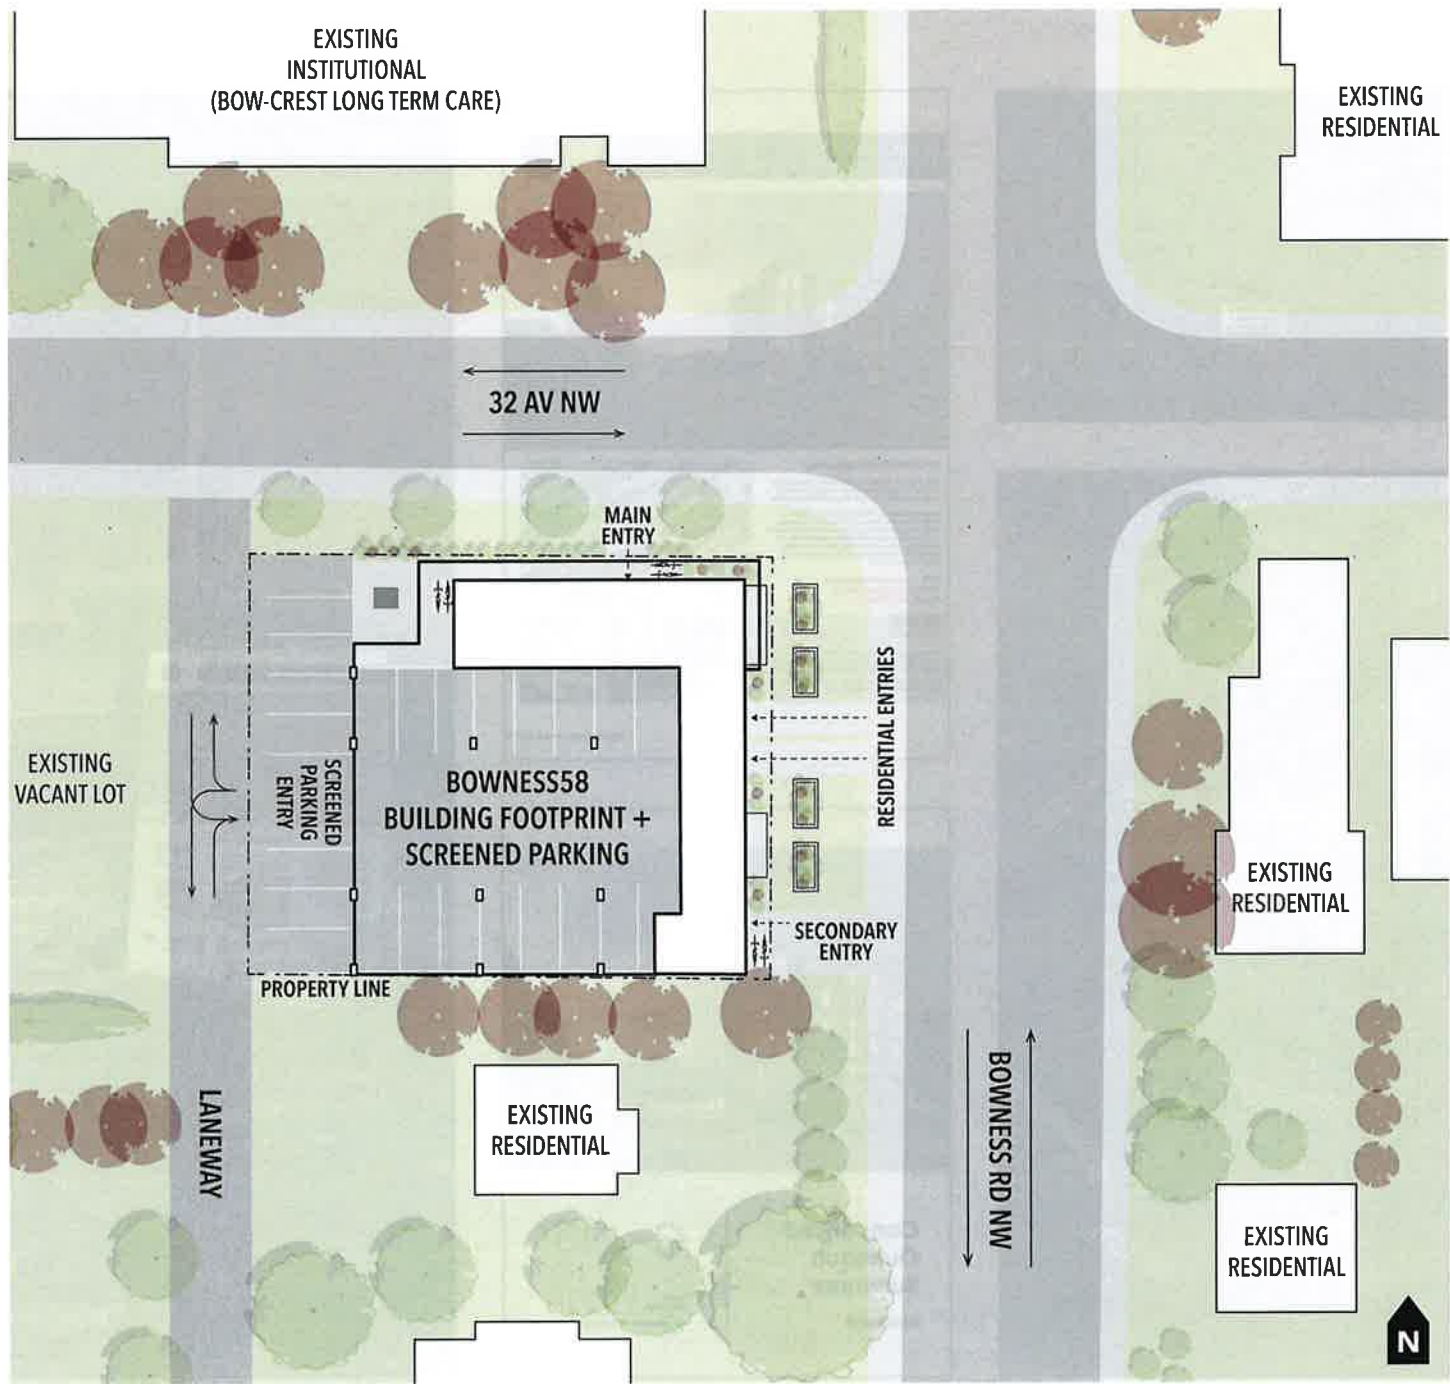 EXISTING
INSTITUTIONAL
(BOW-CREST LONG TERM CARE)
EXISTING
RESIDENTIAL
32 AV NW
MAIN
ENTRY
RESIDENTIAL ENTRIES
EXISTING
VACANT LOT
SCREENED
PARKING
ENTRY
BOWNESS58
BUILDING FOOTPRINT +
SCREENED PARKING
EXISTING
RESIDENTIAL
SECONDARY
ENTRY
PROPERTY LINE
LANEWAY
EXISTING
RESIDENTIAL
BOWNESS RD NW
EXISTING
RESIDENTIAL
N